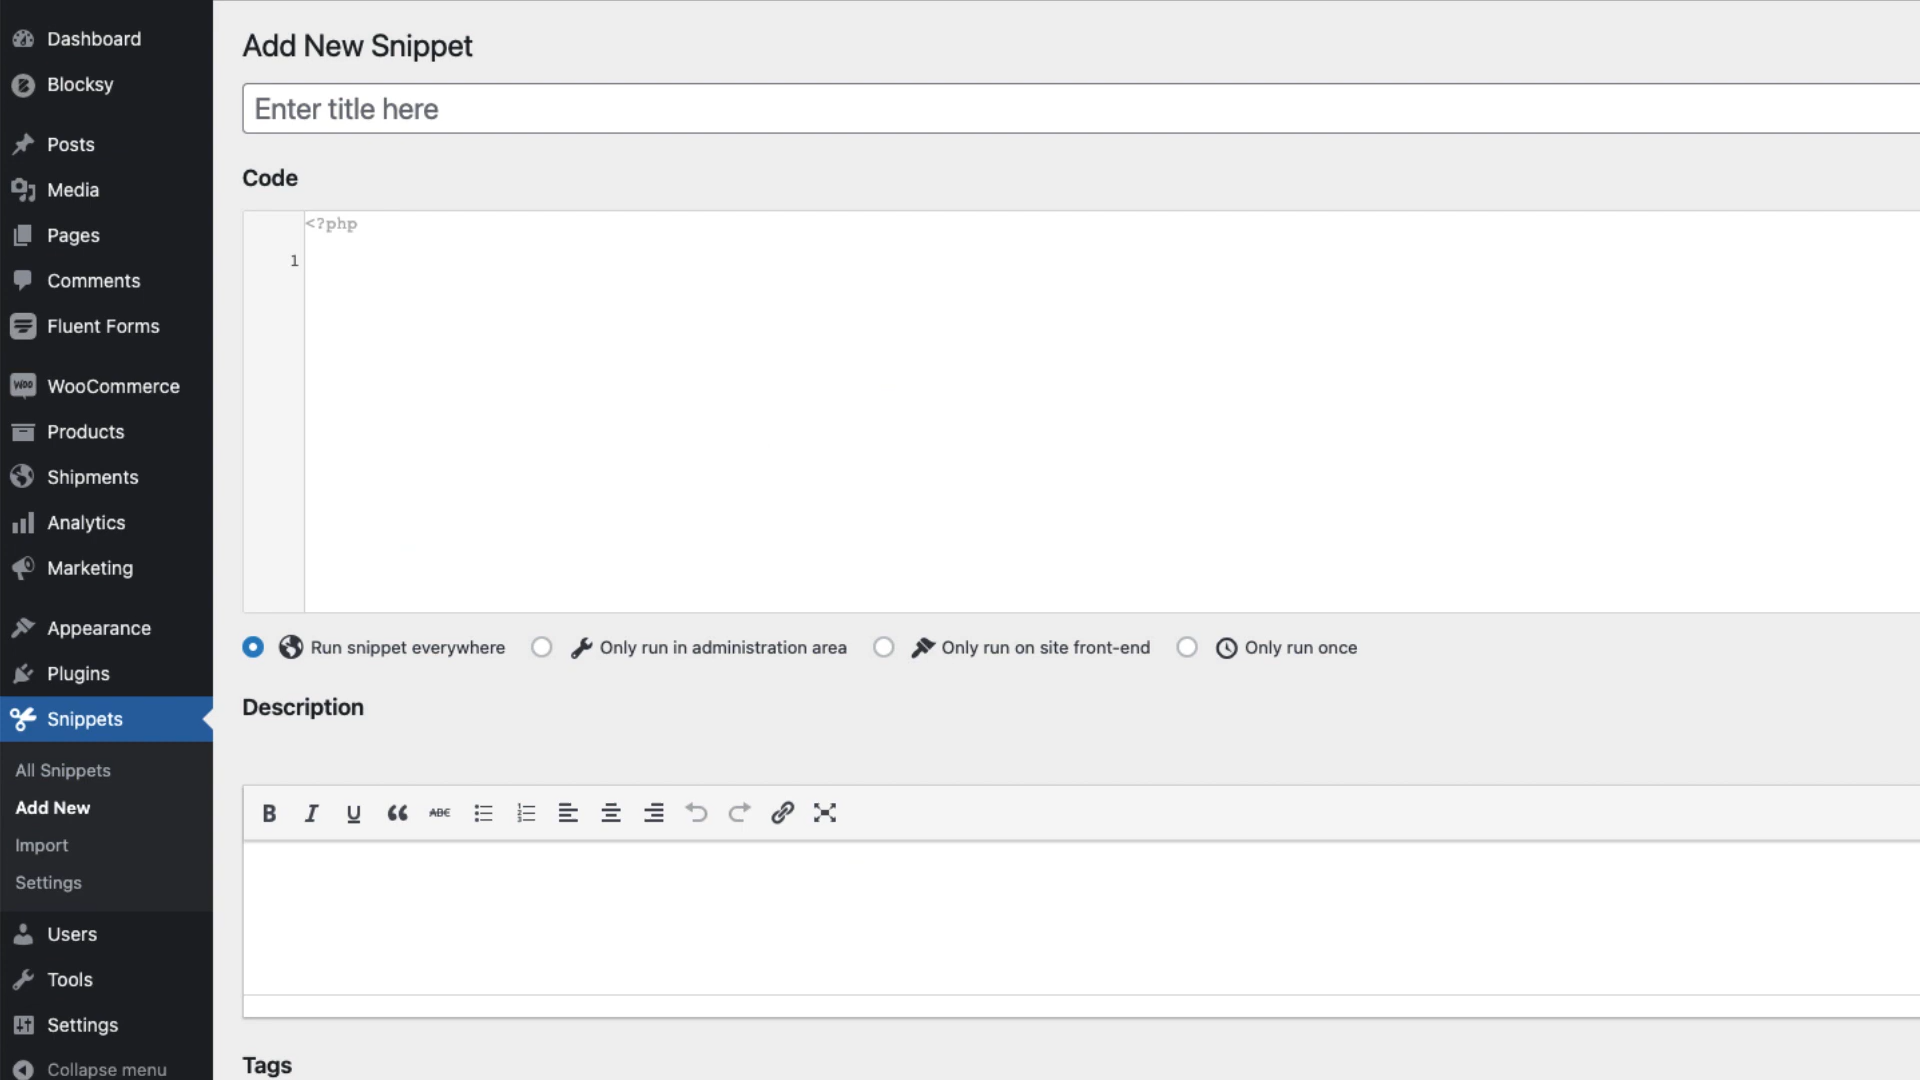 Dashboard
Blocksy
Posts
Media
Pages
Comments
Fluent Forms
WooCommerce
Products
Shipments
Analytics
Marketing
Appearance
Plugins
Snippets
All Snippets
Add New
Import
Settings
Users
Tools
Settings
Collapse menu
Add New Snippet
Enter title here
Code
<?php
1
Run snippet everywhere Only run in administration area Only run on site front-end Only run once
Description
B I U ABC
Tags